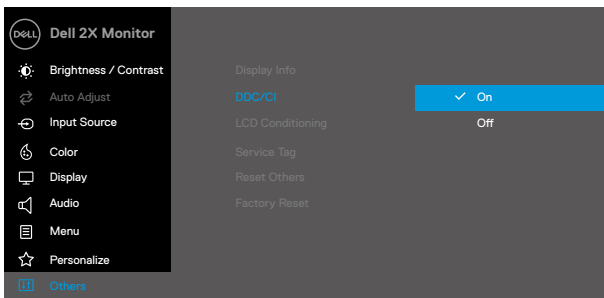 DELL Dell 2X Monitor
Brightness / Contrast Display Info
Auto Adjust DDC/CI On
Input Source LCD Conditioning Off
Color Service Tag
Display Reset Others
Audio Factory Reset
Menu
Personalize
Others